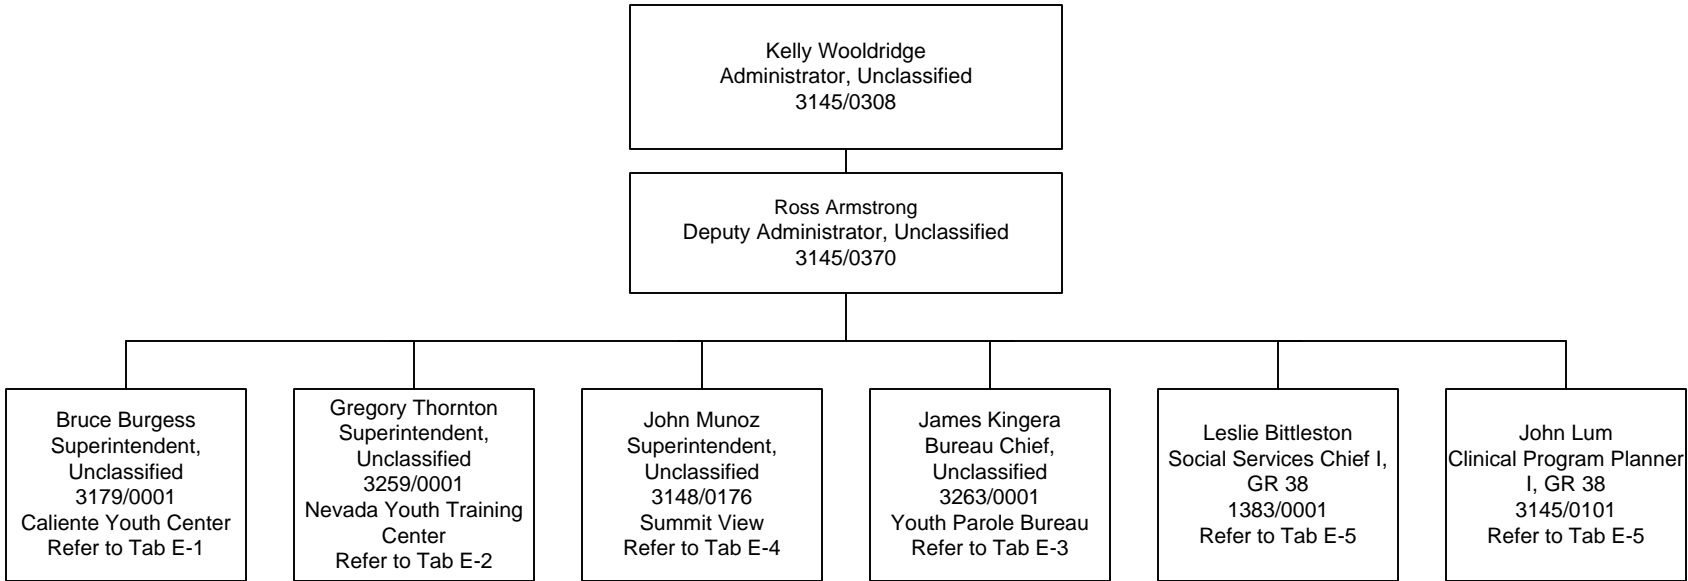 Kelly Wooldridge
Administrator, Unclassified
3145/0308
Ross Armstrong
Deputy Administrator, Unclassified
3145/0370
Bruce Burgess
Superintendent,
Unclassified
3179/0001
Caliente Youth Center
Refer to Tab E-1
Gregory Thornton
Superintendent,
Unclassified
3259/0001
Nevada Youth Training
Center
Refer to Tab E-2
John Munoz
Superintendent,
Unclassified
3148/0176
Summit View
Refer to Tab E-4
James Kingera
Bureau Chief,
Unclassified
3263/0001
Youth Parole Bureau
Refer to Tab E-3
Leslie Bittleston
Social Services Chief I,
GR 38
1383/0001
Refer to Tab E-5
John Lum
Clinical Program Planner
I, GR 38
3145/0101
Refer to Tab E-5